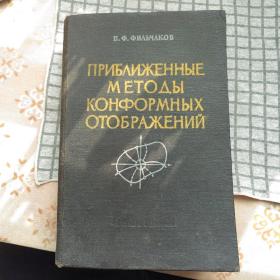 П. Ф. ФИЛЬЧАКОВ
ПРИБЛИЖЕННЫЕ
МЕТОДЫ
КОНФОРМНЫХ
ОТОБРАЖЕНИЙ